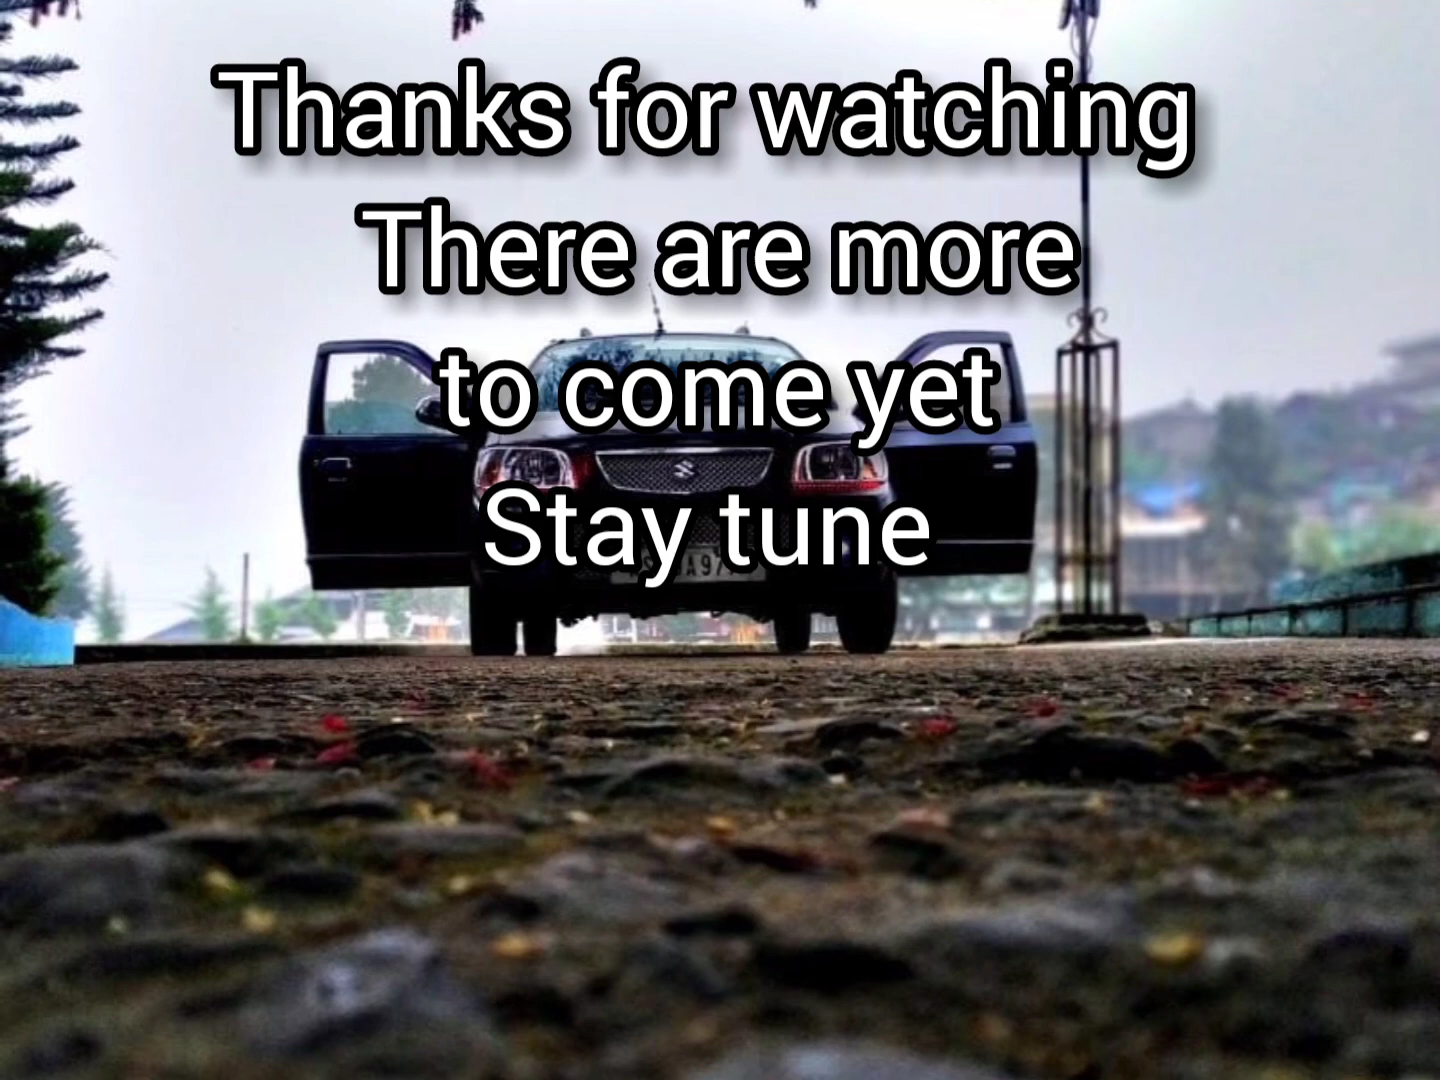 Thanks for watching
There are more
to come yet
Stay tune